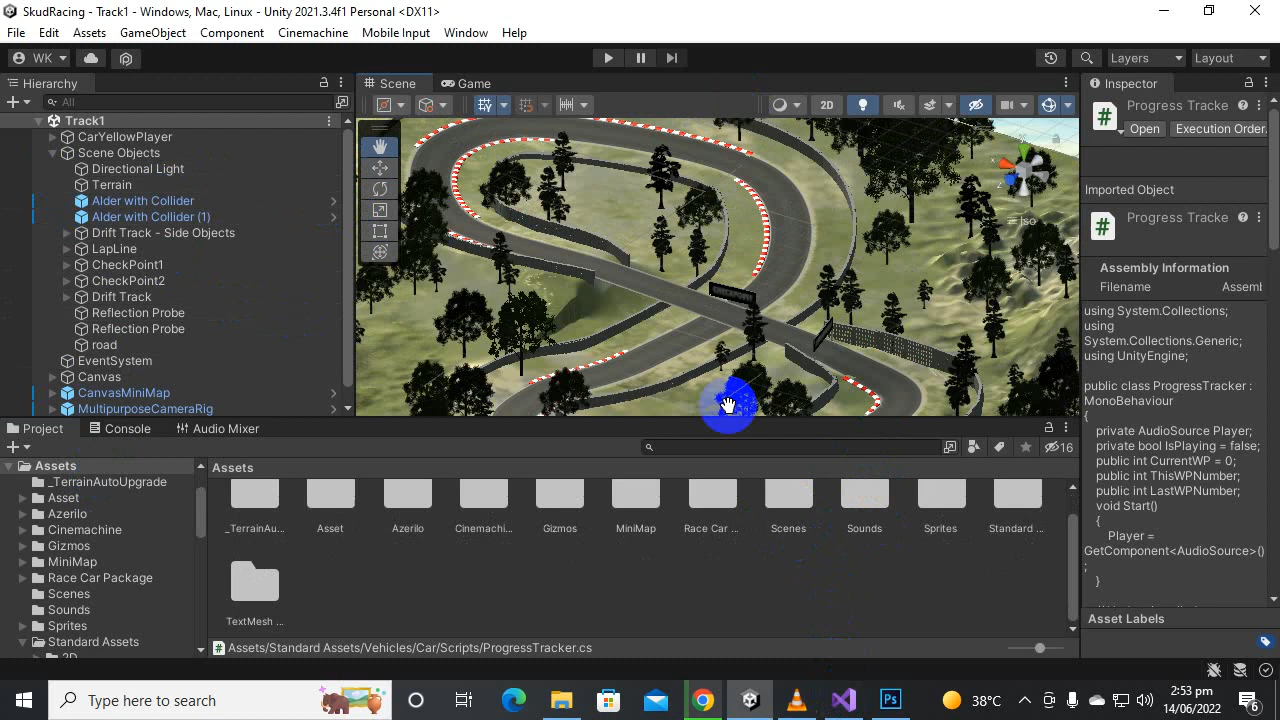 SkudRacing - Track1 - Windows, Mac, Linux - Unity 2021.3.4f1 Personal <DX11>
File Edit Assets GameObject Component Cinemachine Mobile Input Window Help
WK Layers Layout
Hierarchy
All
Track1
CarYellowPlayer
Scene Objects
Directional Light
Terrain
Alder with Collider
Alder with Collider (1)
Drift Track - Side Objects
LapLine
CheckPoint1
CheckPoint2
Drift Track
Reflection Probe
Reflection Probe
road
EventSystem
Canvas
CanvasMiniMap
MultipurposeCameraRig
Scene Game
2D
Iso
CHECKPOINT
Inspector
Progress Tracke
Open Execution Order
Imported Object
Progress Tracke
Assembly Information
Filename Assemb
using System.Collections;
using
System.Collections.Generic;
using UnityEngine;
public class ProgressTracker :
MonoBehaviour
{
private AudioSource Player;
private bool IsPlaying = false;
public int CurrentWP = 0;
public int ThisWPNumber;
public int LastWPNumber;
void Start()
{
Player =
GetComponent<AudioSource>()
;
}
Asset Labels
Project Console Audio Mixer
16
Assets
_TerrainAutoUpgrade
Asset
Azerilo
Cinemachine
Gizmos
MiniMap
Race Car Package
Scenes
Sounds
Sprites
Standard Assets
2D
Assets
_TerrainAu... Asset Azerilo Cinemachi... Gizmos MiniMap Race Car ... Scenes Sounds Sprites Standard ...
TextMesh ...
Assets/Standard Assets/Vehicles/Car/Scripts/ProgressTracker.cs
Type here to search
Ps
38°C
2:53 pm
14/06/2022
6